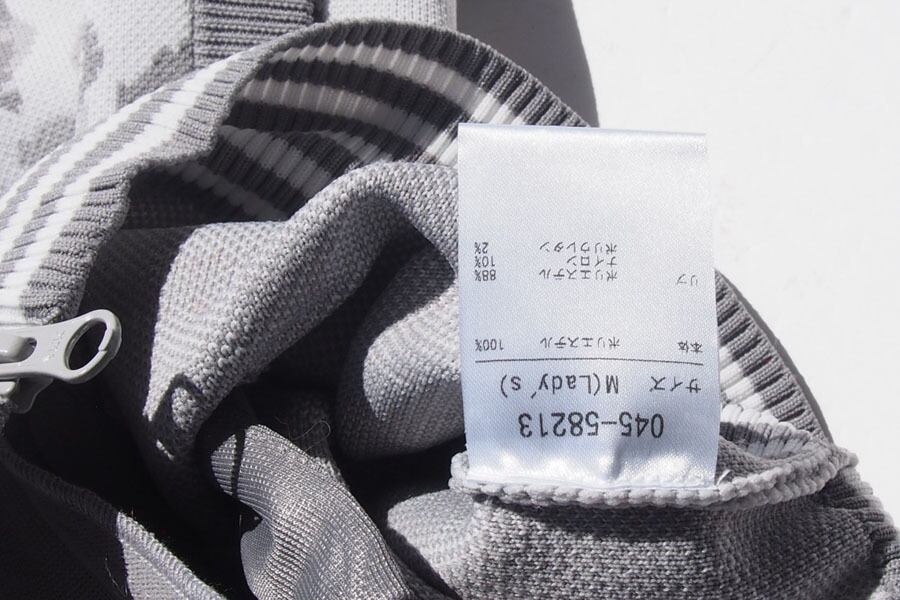 045-58213
サイズ M(Lady's)
本体 ポリエステル 100%
リブ ポリエステル 88%
ナイロン 10%
ポリウレタン 2%